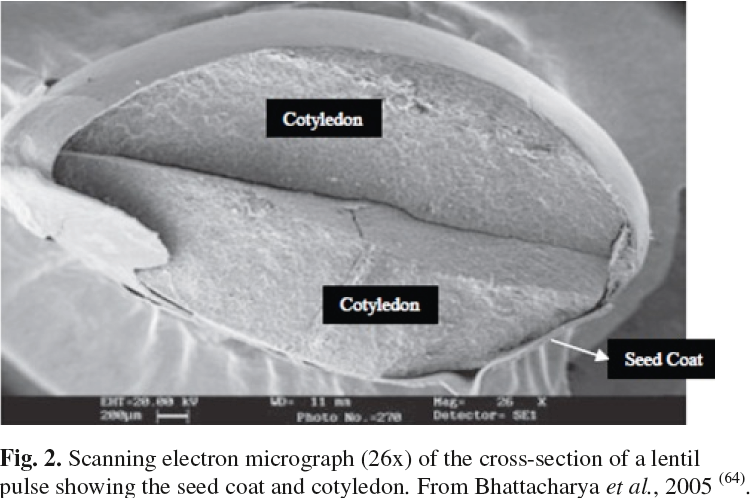 Cotyledon
Cotyledon
Seed Coat
EHT=20.00 kV WD= 11 mm Mag= 26 X
200µm Photo No.=270 Detector= SE1
Fig. 2. Scanning electron micrograph (26x) of the cross-section of a lentil
pulse showing the seed coat and cotyledon. From Bhattacharya et al., 2005 (64)